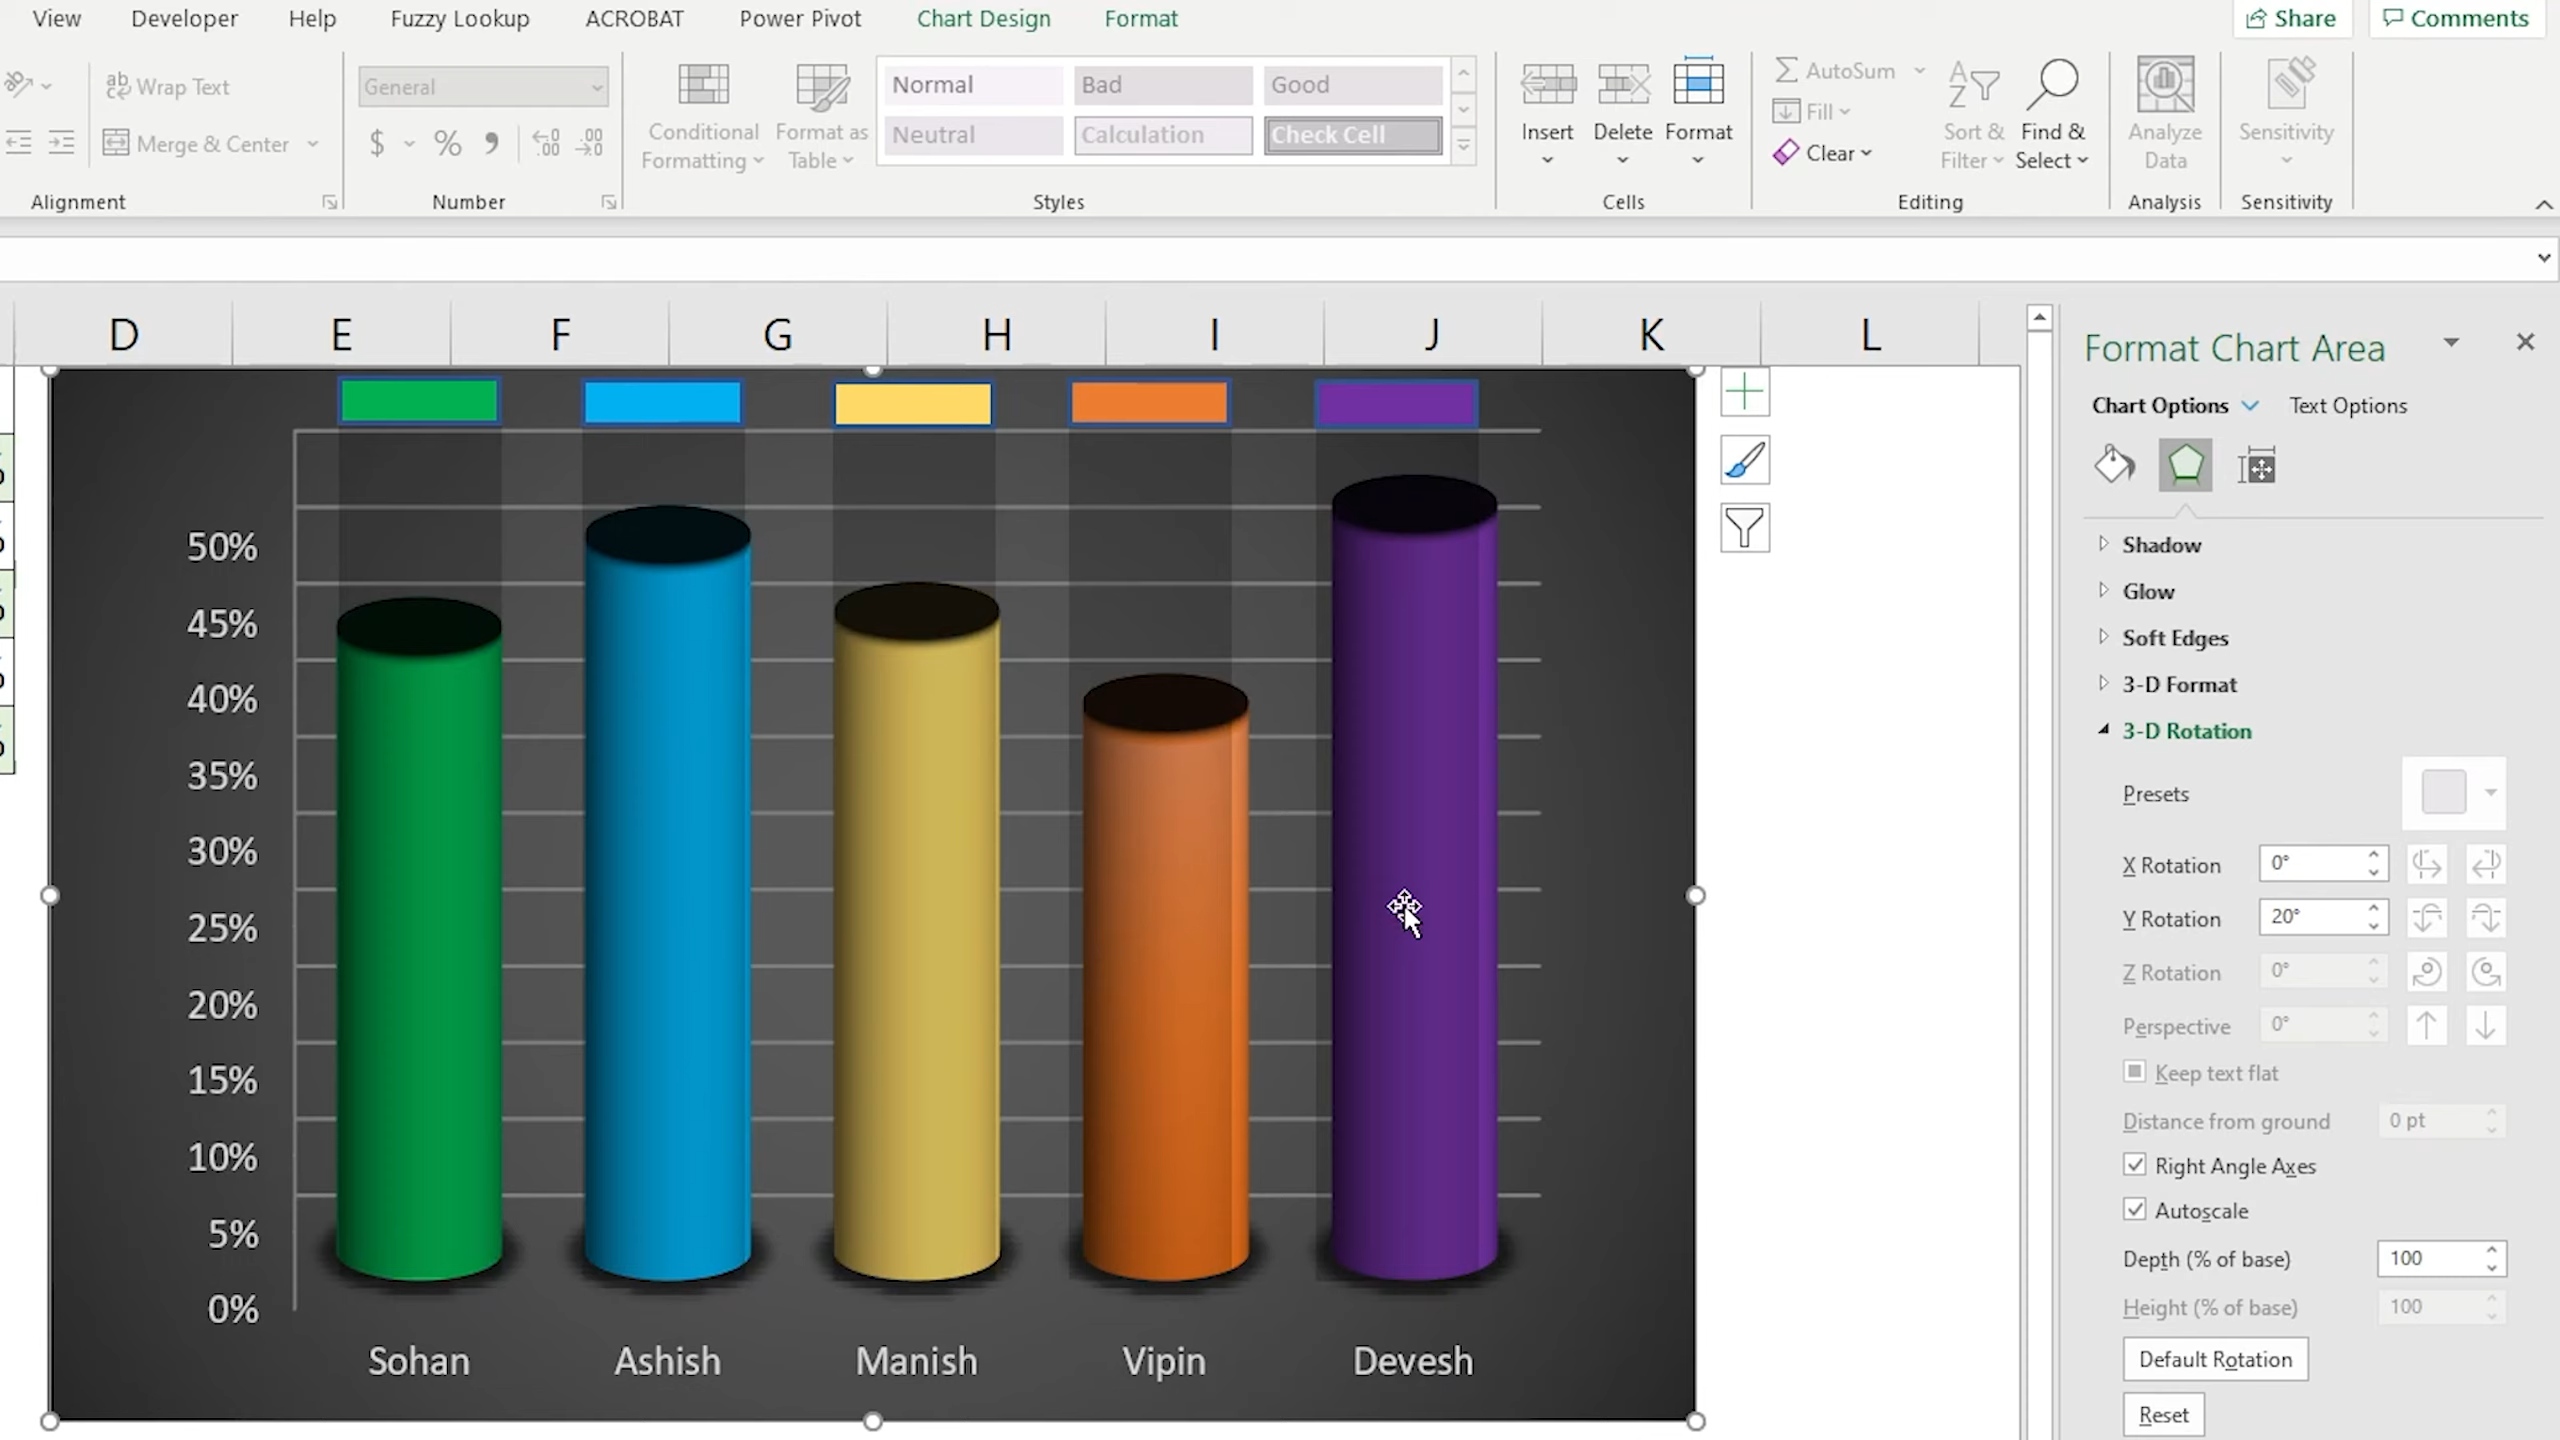 View Developer Help Fuzzy Lookup ACROBAT Power Pivot Chart Design Format Share Comments
ab
c Wrap Text
General
Conditional
Formatting
Format as
Table
Normal Bad Good
Neutral Calculation Check Cell
Insert Delete Format
AutoSum
Fill
Clear
Sort &
Filter
Find &
Select
Analyze
Data
Sensitivity
Merge & Center
$ % 9 .00 .00
Alignment Number Styles Cells Editing Analysis Sensitivity
D E F G H I J K L
50%
45%
40%
35%
30%
25%
20%
15%
10%
5%
0%
Sohan Ashish Manish Vipin Devesh
Format Chart Area
Chart Options Text Options
Shadow
Glow
Soft Edges
3-D Format
3-D Rotation
Presets
X Rotation 0°
Y Rotation 20°
Z Rotation 0°
Perspective 0°
Keep text flat
Distance from ground 0 pt
Right Angle Axes
Autoscale
Depth (% of base) 100
Height (% of base) 100
Default Rotation
Reset